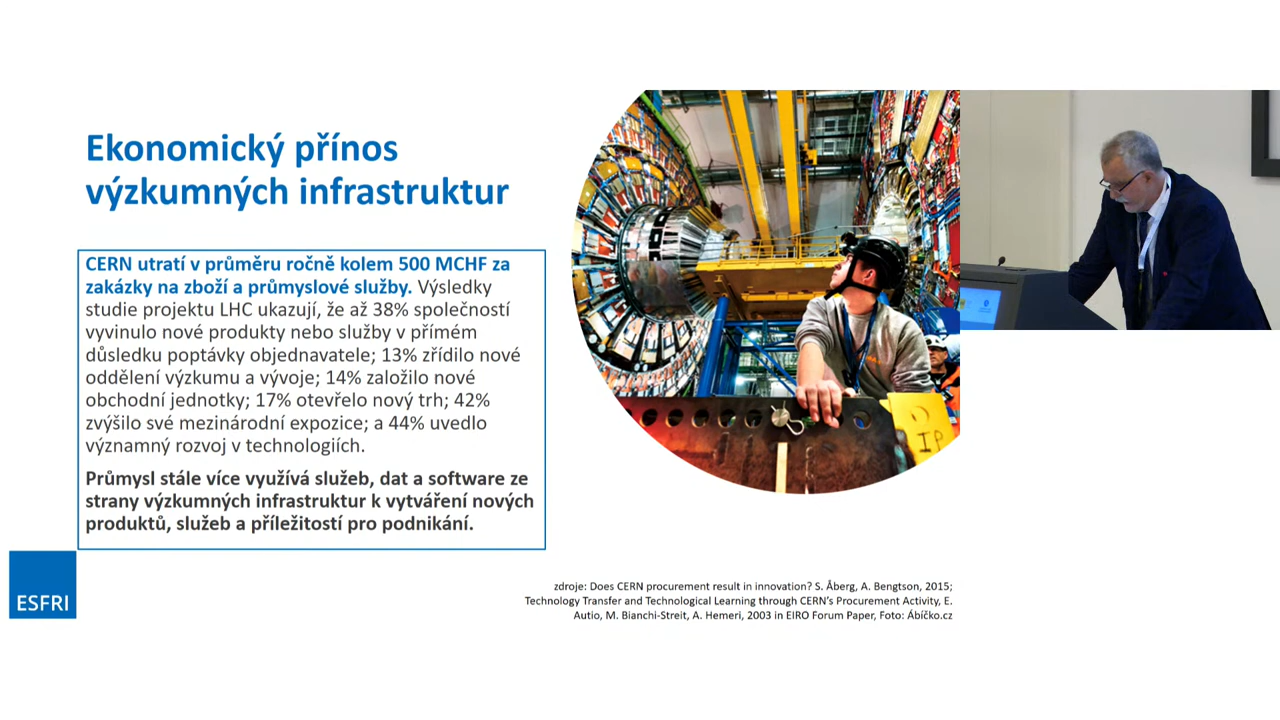 Ekonomický přínos
výzkumných infrastruktur
CERN utratí v průměru ročně kolem 500 MCHF za
zakázky na zboží a průmyslové služby. Výsledky
studie projektu LHC ukazují, že až 38% společností
vyvinulo nové produkty nebo služby v přímém
důsledku poptávky objednavatele; 13% zřídilo nové
oddělení výzkumu a vývoje; 14% založilo nové
obchodní jednotky; 17% otevřelo nový trh; 42%
zvýšilo své mezinárodní expozice; a 44% uvedlo
významný rozvoj v technologiích.
Průmysl stále více využívá služeb, dat a software ze
strany výzkumných infrastruktur k vytváření nových
produktů, služeb a příležitostí pro podnikání.
IP
ESFRI
zdroje: Does CERN procurement result in innovation? S. Åberg, A. Bengtson, 2015;
Technology Transfer and Technological Learning through CERN's Procurement Activity, E.
Autio, M. Bianchi-Streit, A. Hemeri, 2003 in EIRO Forum Paper, Foto: Ábíčko.cz